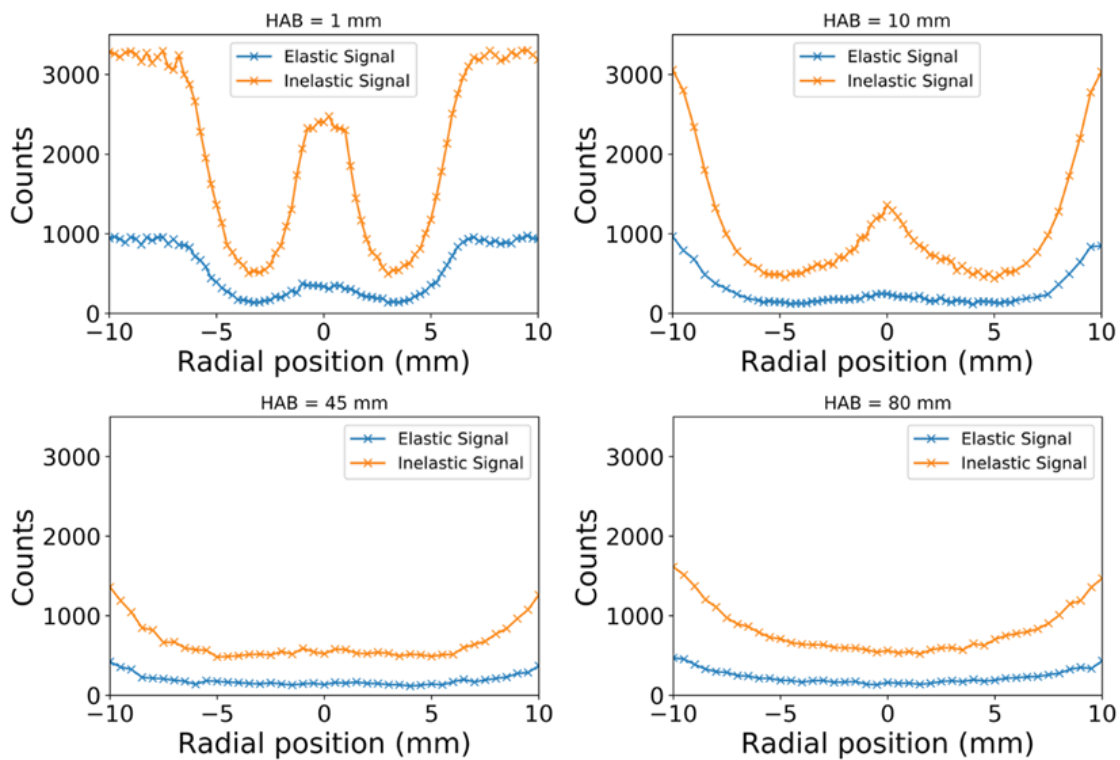 HAB = 1 mm
Counts
3000
2000
1000
0
Elastic Signal
Inelastic Signal
−10 −5 0 5 10
Radial position (mm)
HAB = 10 mm
Counts
3000
2000
1000
0
Elastic Signal
Inelastic Signal
−10 −5 0 5 10
Radial position (mm)
HAB = 45 mm
Counts
3000
2000
1000
0
Elastic Signal
Inelastic Signal
−10 −5 0 5 10
Radial position (mm)
HAB = 80 mm
Counts
3000
2000
1000
0
Elastic Signal
Inelastic Signal
−10 −5 0 5 10
Radial position (mm)